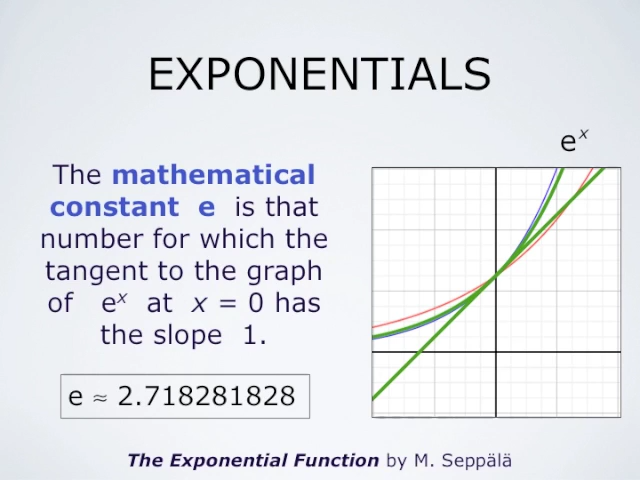 EXPONENTIALS
eˣ
The mathematical
constant e is that
number for which the
tangent to the graph
of eˣ at x = 0 has
the slope 1.
e ≈ 2.718281828
The Exponential Function by M. Seppälä